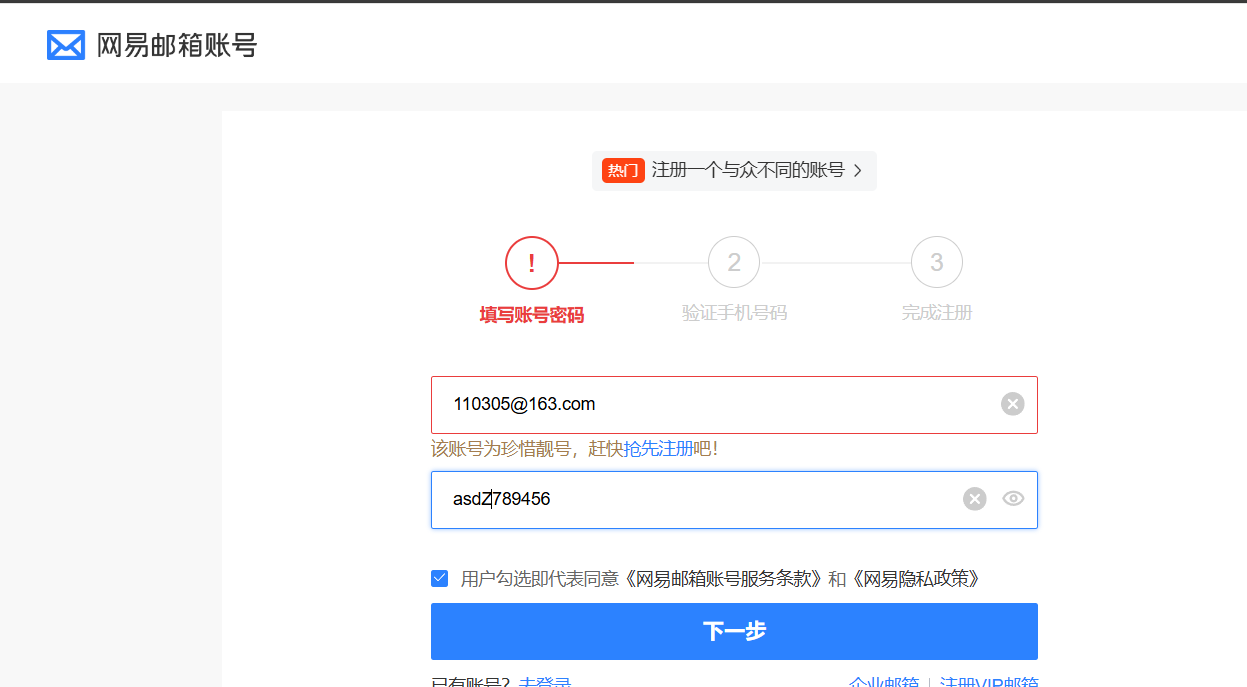 网易邮箱账号
热门 注册一个与众不同的账号
! 2 3
填写账号密码 验证手机号码 完成注册
110305@163.com
该账号为珍惜靓号，赶快抢先注册吧!
asdZ789456
用户勾选即代表同意《网易邮箱账号服务条款》和《网易隐私政策》
下一步
已有账号? 去登录 企业邮箱 | 注册VIP邮箱